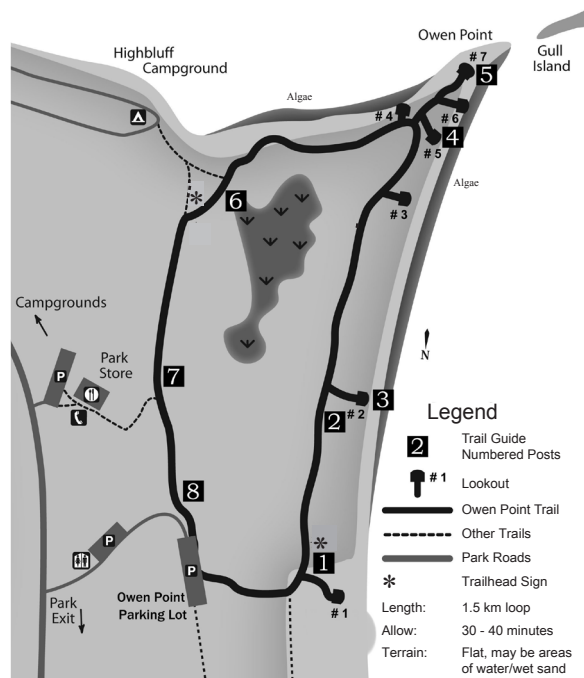 Owen Point
Highbluff
Campground
Gull
Island
# 7
5
Algae
# 4
# 6
4
# 5
Algae
# 3
6
*
Campgrounds
N
P
Park
Store
7
3
# 2
2
8
P
1
*
P
Owen Point
Parking Lot
# 1
Park
Exit
Legend
2
Trail Guide
Numbered Posts
# 1
Lookout
Owen Point Trail
Other Trails
Park Roads
* Trailhead Sign
Length: 1.5 km loop
Allow: 30 - 40 minutes
Terrain: Flat, may be areas
of water/wet sand